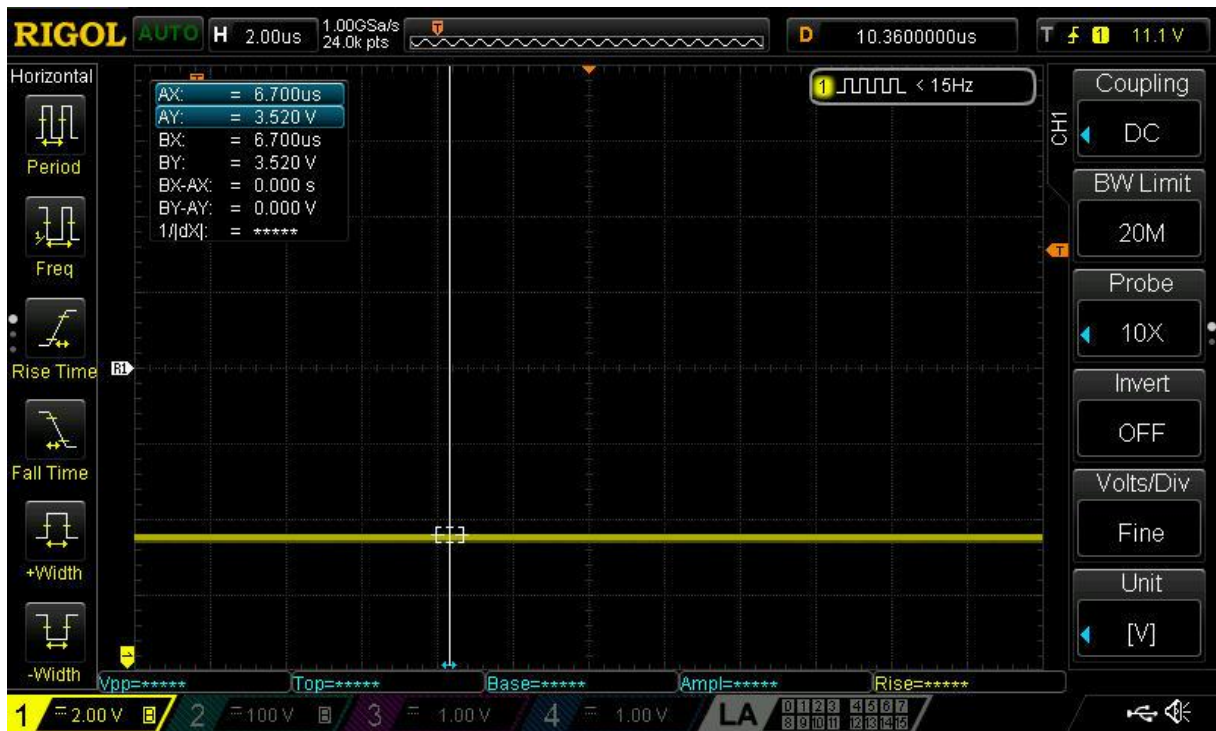 RIGOL AUTO H 2.00us 1.00GSa/s 24.0k pts T D 10.3600000us T 1 11.1 V
Horizontal
Period
Freq
Rise Time
Fall Time
+Width
-Width
AX: = 6.700us
AY: = 3.520 V
BX: = 6.700us
BY: = 3.520 V
BX-AX: = 0.000 s
BY-AY: = 0.000 V
1/|dX|: = *****
1 < 15Hz
T
R1
CH1
Coupling
DC
BW Limit
20M
Probe
10X
Invert
OFF
Volts/Div
Fine
Unit
[V]
Vpp=***** Top=***** Base=***** Ampl=***** Rise=*****
1 2.00 V B 2 100 V B 3 1.00 V 4 1.00 V LA 0 1 2 3 4 5 6 7
8 9 10 11 12 13 14 15